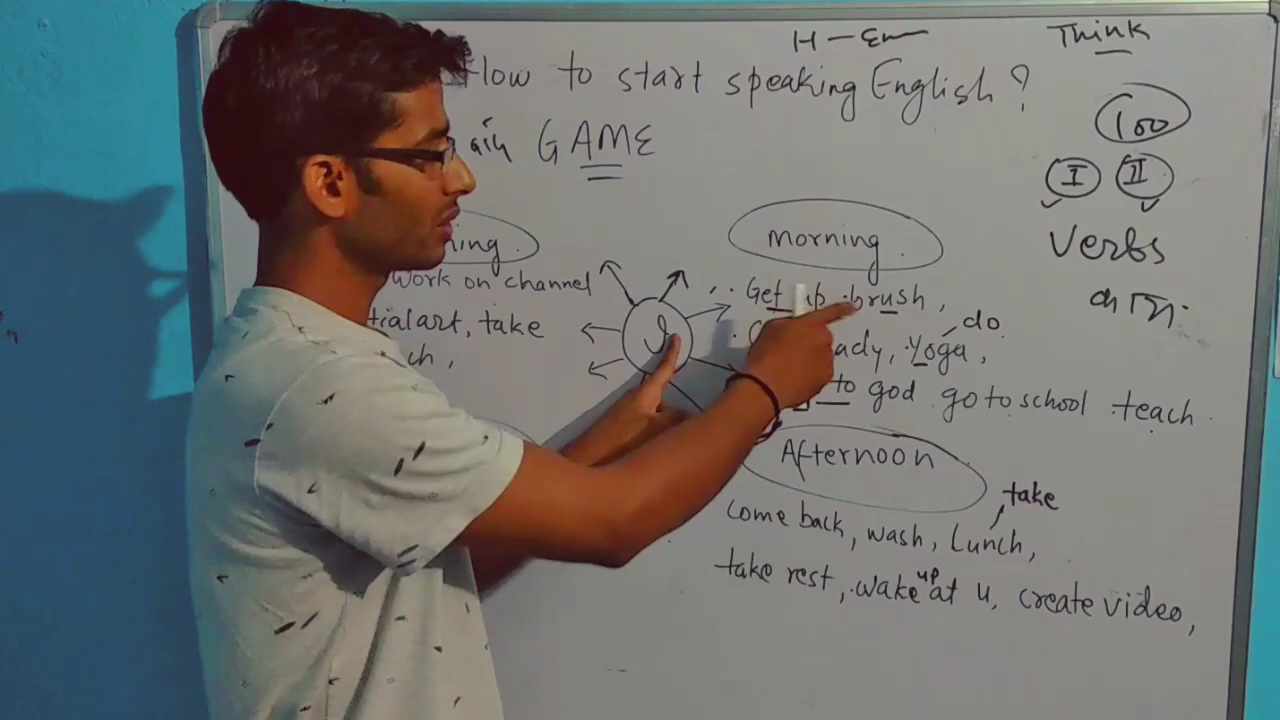 H - En
Think
How to start speaking English ?
100
GAME
I II
Verbs
Morning
work on channel
Get up brush,
take
do
Yoga,
to god go to school teach.
Afternoon
take
come back, wash, Lunch,
up
take rest, wake at 4, create video,